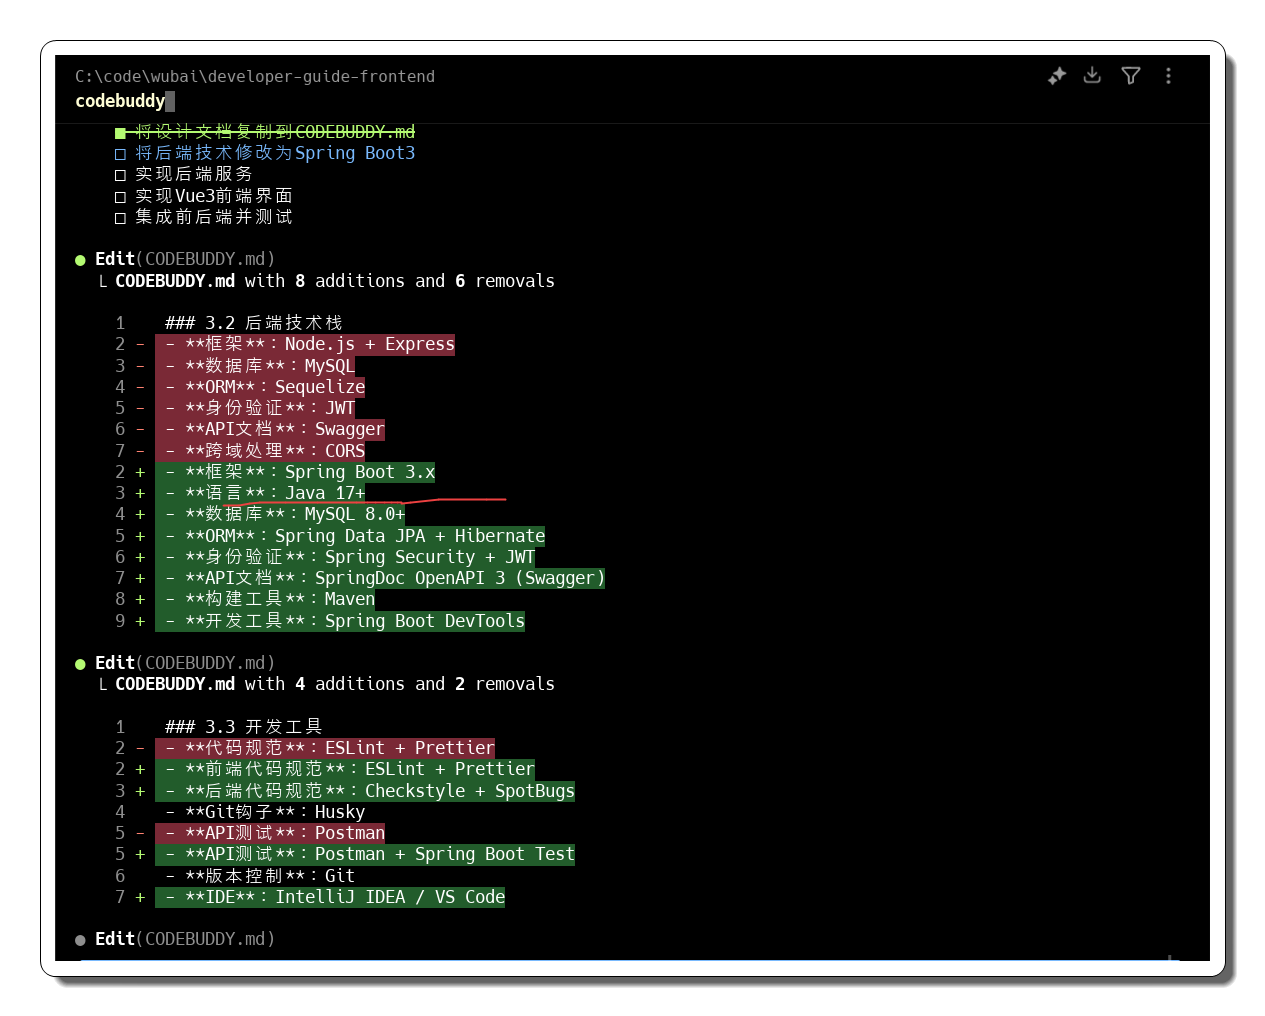 C:\code\wubai\developer-guide-frontend
codebuddy
■ 将设计文档复制到CODEBUDDY.md
□ 将后端技术修改为Spring Boot3
□ 实现后端服务
□ 实现Vue3前端界面
□ 集成前后端并测试
● Edit(CODEBUDDY.md)
└ CODEBUDDY.md with 8 additions and 6 removals
1 ### 3.2 后端技术栈
2 - - **框架**：Node.js + Express
3 - - **数据库**：MySQL
4 - - **ORM**：Sequelize
5 - - **身份验证**：JWT
6 - - **API文档**：Swagger
7 - - **跨域处理**：CORS
2 + - **框架**：Spring Boot 3.x
3 + - **语言**：Java 17+
4 + - **数据库**：MySQL 8.0+
5 + - **ORM**：Spring Data JPA + Hibernate
6 + - **身份验证**：Spring Security + JWT
7 + - **API文档**：SpringDoc OpenAPI 3 (Swagger)
8 + - **构建工具**：Maven
9 + - **开发工具**：Spring Boot DevTools
● Edit(CODEBUDDY.md)
└ CODEBUDDY.md with 4 additions and 2 removals
1 ### 3.3 开发工具
2 - - **代码规范**：ESLint + Prettier
2 + - **前端代码规范**：ESLint + Prettier
3 + - **后端代码规范**：Checkstyle + SpotBugs
4 - **Git钩子**：Husky
5 - - **API测试**：Postman
5 + - **API测试**：Postman + Spring Boot Test
6 - **版本控制**：Git
7 + - **IDE**：IntelliJ IDEA / VS Code
● Edit(CODEBUDDY.md)